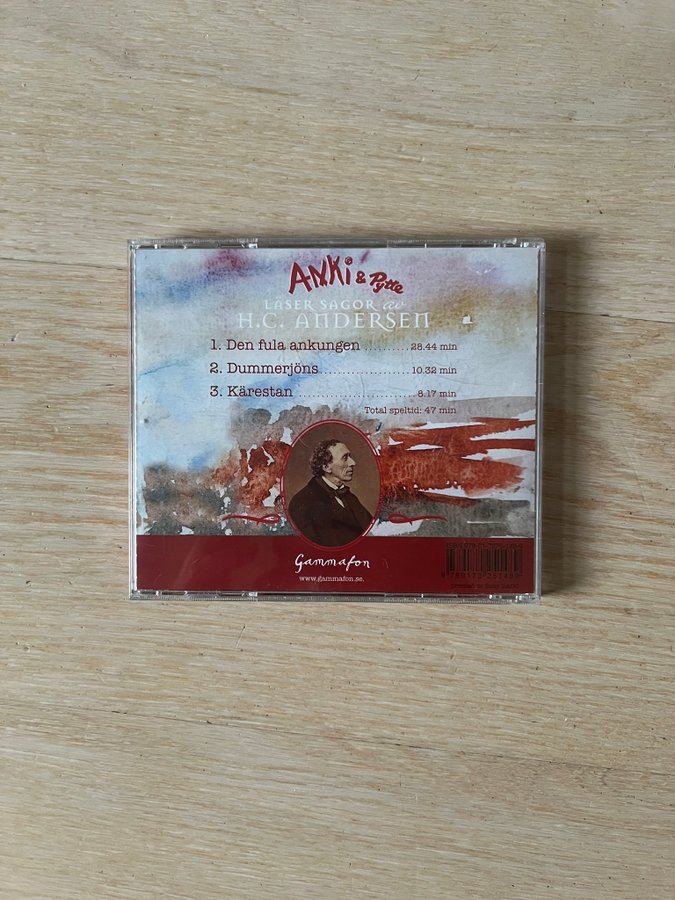 ANKi & Pytte
LÄSER SAGOR av
H.C. ANDERSEN
1. Den fula ankungen .......... 28.44 min
2. Dummerjöns .................... 10.32 min
3. Kärestan ......................... 8.17 min
Total speltid: 47 min
Gammafon
www.gammafon.se.